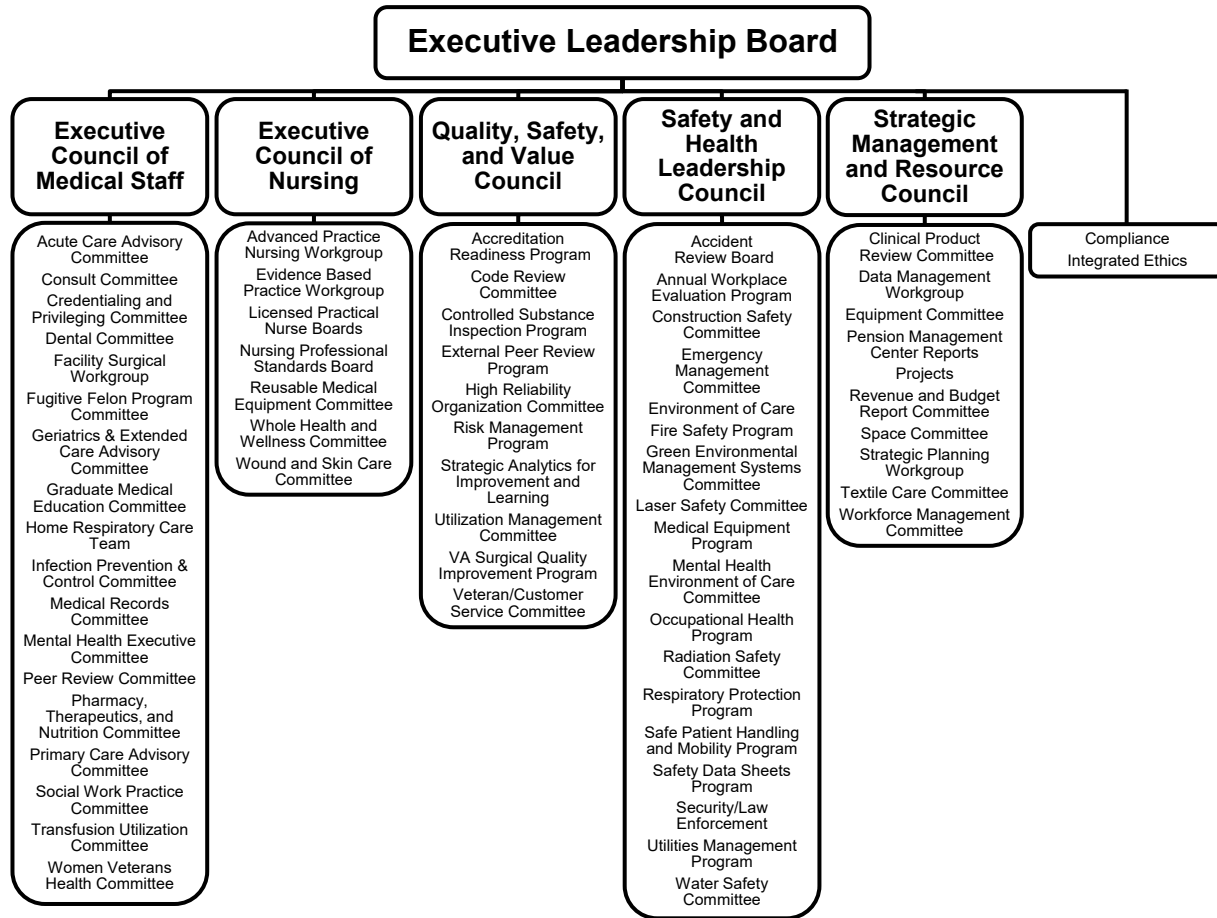 Executive Leadership Board
Executive
Council of
Medical Staff
Executive
Council of
Nursing
Quality, Safety,
and Value
Council
Safety and
Health
Leadership
Council
Strategic
Management
and Resource
Council
Acute Care Advisory
Committee
Consult Committee
Credentialing and
Privileging Committee
Dental Committee
Facility Surgical
Workgroup
Fugitive Felon Program
Committee
Geriatrics & Extended
Care Advisory
Committee
Graduate Medical
Education Committee
Home Respiratory Care
Team
Infection Prevention &
Control Committee
Medical Records
Committee
Mental Health Executive
Committee
Peer Review Committee
Pharmacy,
Therapeutics, and
Nutrition Committee
Primary Care Advisory
Committee
Social Work Practice
Committee
Transfusion Utilization
Committee
Women Veterans
Health Committee
Advanced Practice
Nursing Workgroup
Evidence Based
Practice Workgroup
Licensed Practical
Nurse Boards
Nursing Professional
Standards Board
Reusable Medical
Equipment Committee
Whole Health and
Wellness Committee
Wound and Skin Care
Committee
Accreditation
Readiness Program
Code Review
Committee
Controlled Substance
Inspection Program
External Peer Review
Program
High Reliability
Organization Committee
Risk Management
Program
Strategic Analytics for
Improvement and
Learning
Utilization Management
Committee
VA Surgical Quality
Improvement Program
Veteran/Customer
Service Committee
Accident
Review Board
Annual Workplace
Evaluation Program
Construction Safety
Committee
Emergency
Management
Committee
Environment of Care
Fire Safety Program
Green Environmental
Management Systems
Committee
Laser Safety Committee
Medical Equipment
Program
Mental Health
Environment of Care
Committee
Occupational Health
Program
Radiation Safety
Committee
Respiratory Protection
Program
Safe Patient Handling
and Mobility Program
Safety Data Sheets
Program
Security/Law
Enforcement
Utilities Management
Program
Water Safety
Committee
Clinical Product
Review Committee
Data Management
Workgroup
Equipment Committee
Pension Management
Center Reports
Projects
Revenue and Budget
Report Committee
Space Committee
Strategic Planning
Workgroup
Textile Care Committee
Workforce Management
Committee
Compliance
Integrated Ethics